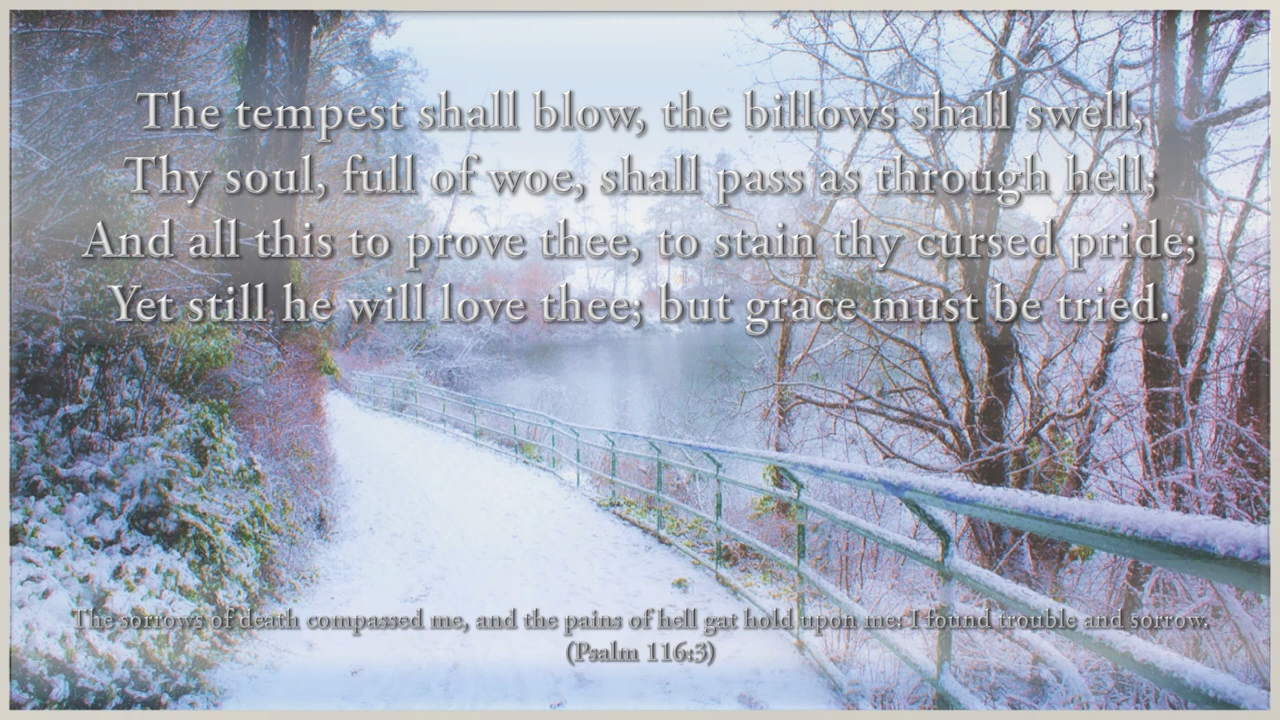 The tempest shall blow, the billows shall swell,
Thy soul, full of woe, shall pass as through hell;
And all this to prove thee, to stain thy cursed pride;
Yet still he will love thee; but grace must be tried.
The sorrows of death compassed me, and the pains of hell gat hold upon me: I found trouble and sorrow.
(Psalm 116:3)